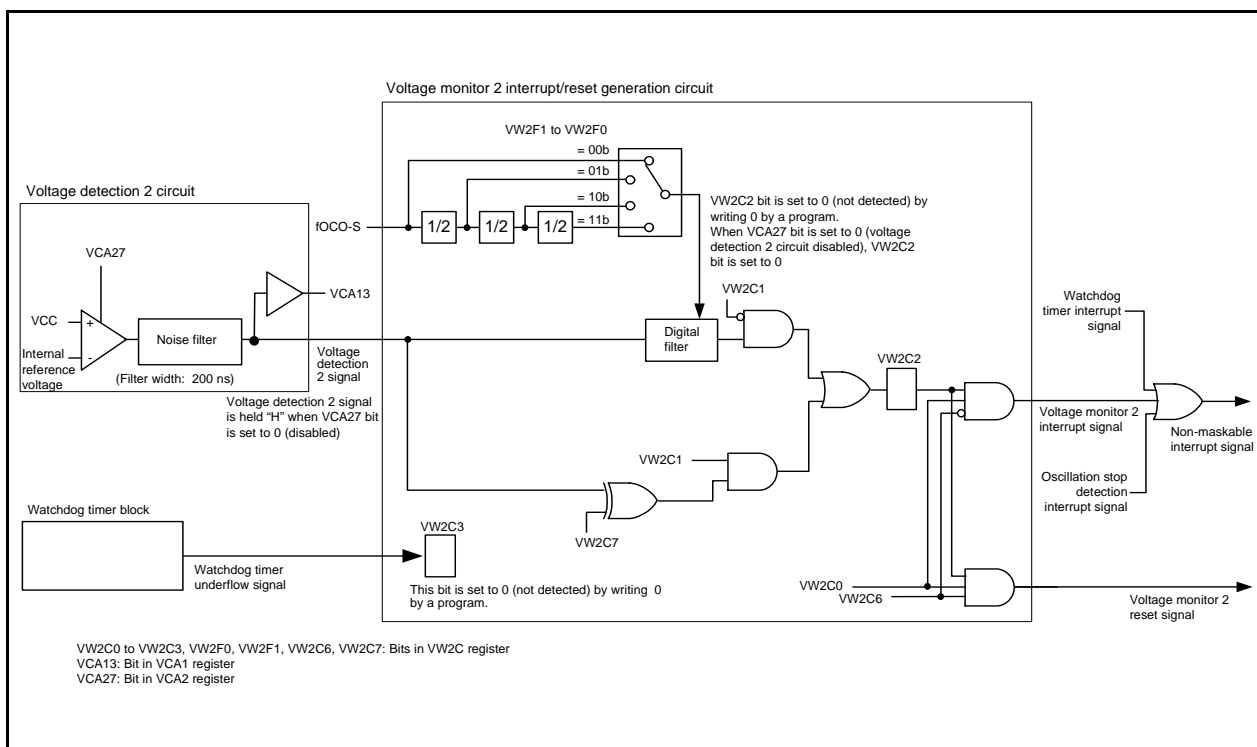 Voltage monitor 2 interrupt/reset generation circuit
VW2F1 to VW2F0
= 00b
= 01b
= 10b
= 11b
fOCO-S
1/2
1/2
1/2
Voltage detection 2 circuit
VCA27
VCA13
VCC
+
-
Internal
reference
voltage
Noise filter
(Filter width: 200 ns)
Voltage
detection
2 signal
Voltage detection 2 signal
is held “H” when VCA27 bit
is set to 0 (disabled)
VW2C2 bit is set to 0 (not detected) by
writing 0 by a program.
When VCA27 bit is set to 0 (voltage
detection 2 circuit disabled), VW2C2
bit is set to 0
VW2C1
Digital
filter
VW2C2
VW2C1
VW2C7
Watchdog
timer interrupt
signal
Voltage monitor 2
interrupt signal
Non-maskable
interrupt signal
Oscillation stop
detection
interrupt signal
Watchdog timer block
Watchdog timer
underflow signal
VW2C3
This bit is set to 0 (not detected) by writing 0
by a program.
VW2C0
VW2C6
Voltage monitor 2
reset signal
VW2C0 to VW2C3, VW2F0, VW2F1, VW2C6, VW2C7: Bits in VW2C register
VCA13: Bit in VCA1 register
VCA27: Bit in VCA2 register